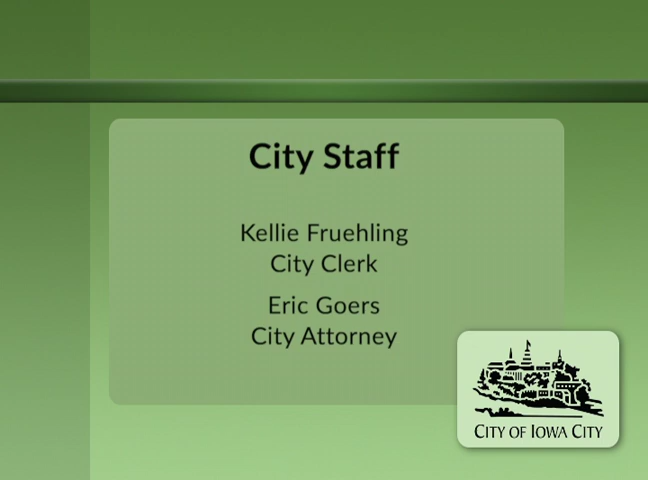 City Staff
Kellie Fruehling
City Clerk
Eric Goers
City Attorney
CITY OF IOWA CITY